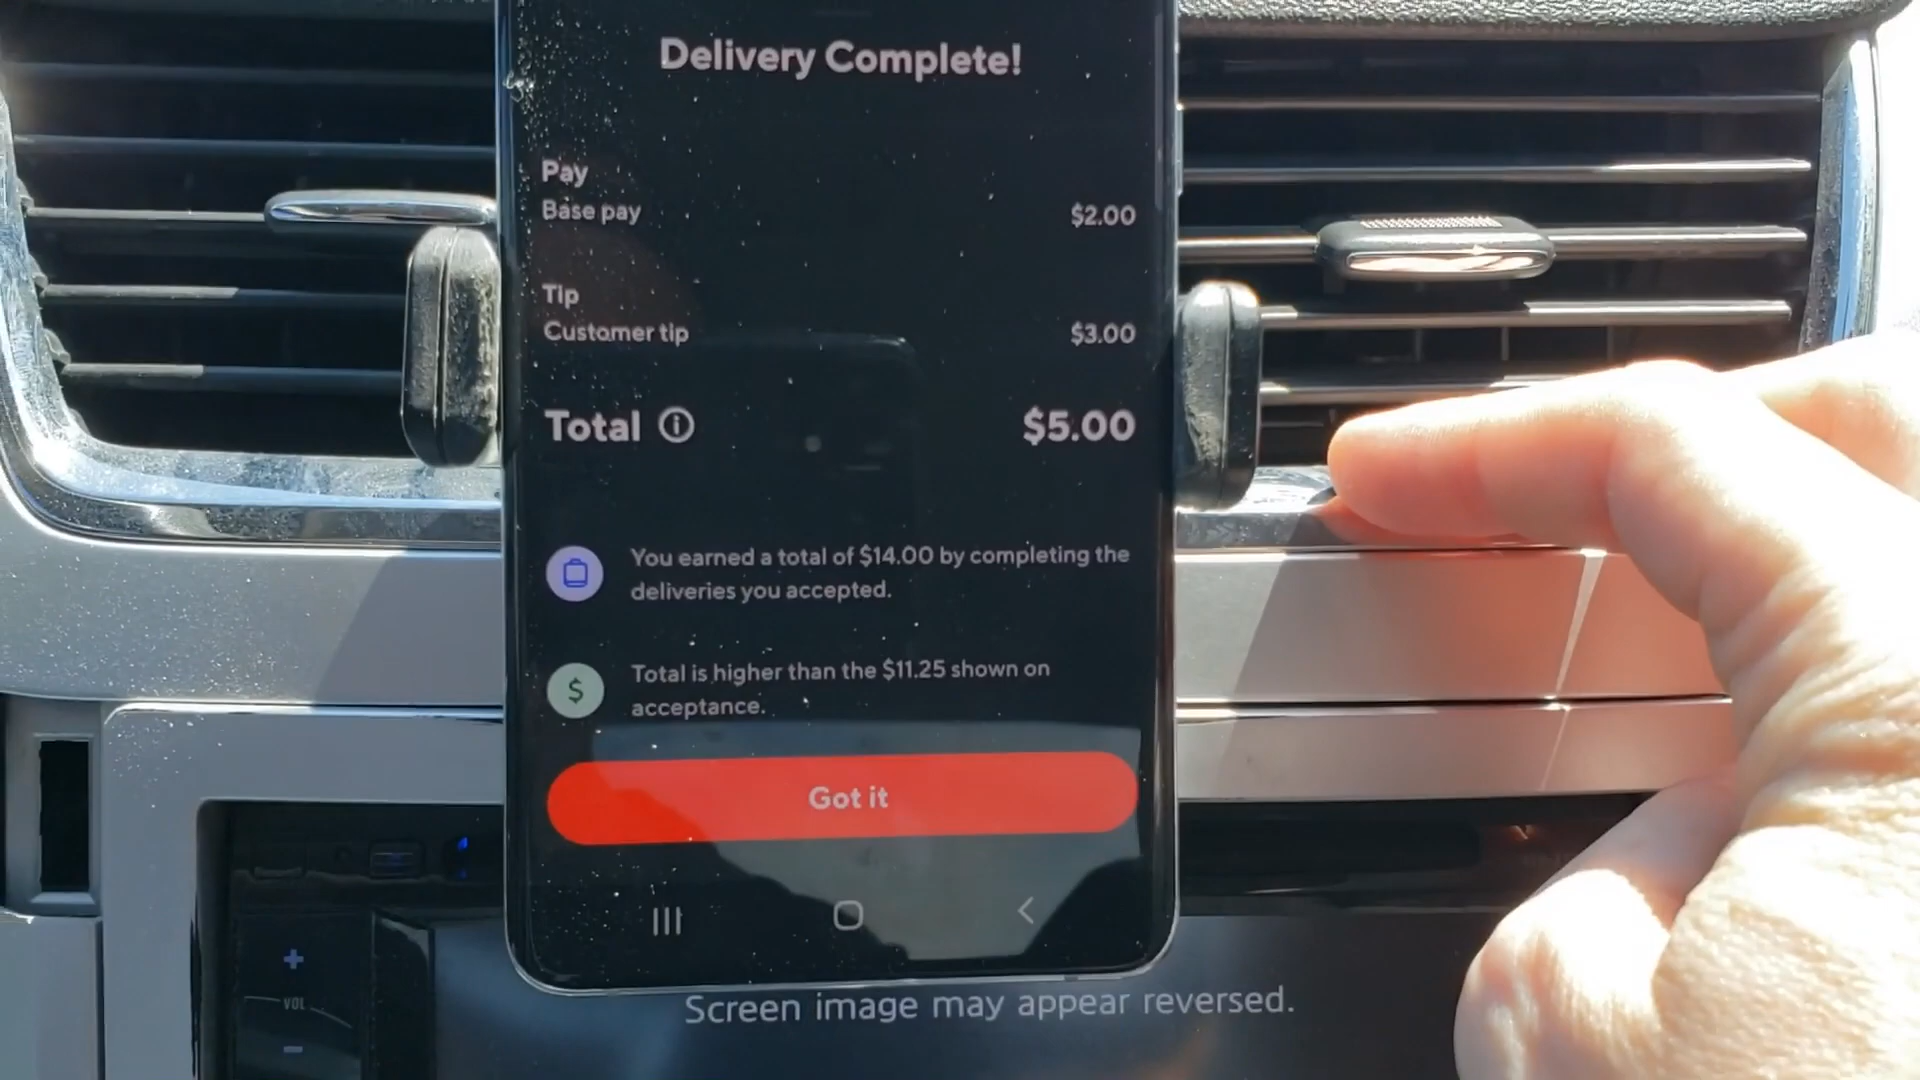 Delivery Complete!
Pay
Base pay $2.00
Tip
Customer tip $3.00
Total $5.00
You earned a total of $14.00 by completing the
deliveries you accepted.
$
Total is higher than the $11.25 shown on
acceptance.
Got it
+
VOL
-
Screen image may appear reversed.